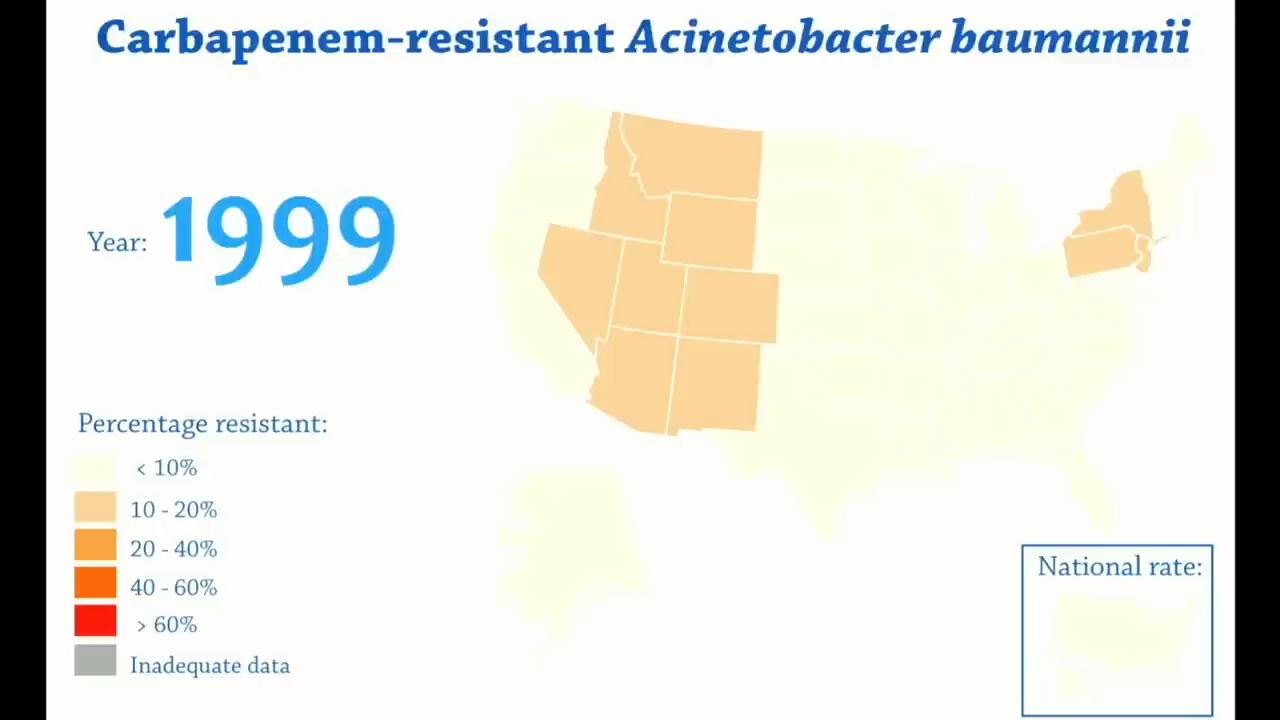 Carbapenem-resistant Acinetobacter baumannii
Year: 1999
Percentage resistant:
< 10%
10 - 20%
20 - 40%
40 - 60%
> 60%
Inadequate data
National rate: